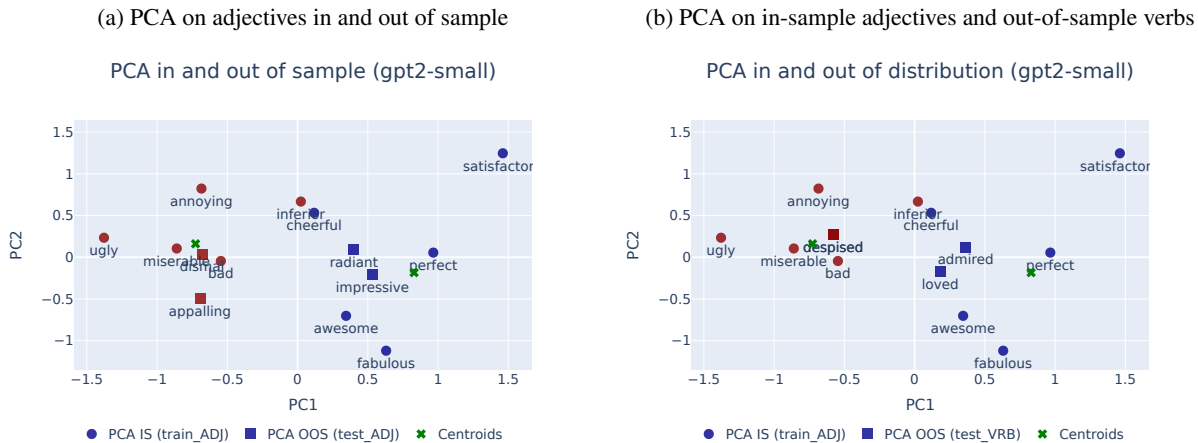 (a) PCA on adjectives in and out of sample
PCA in and out of sample (gpt2-small)
1.5
1
0.5
0
−0.5
−1
PC2
satisfactor
annoying
inferior
cheerful
ugly
miserable
dismal
bad
radiant
perfect
impressive
appalling
awesome
fabulous
−1.5 −1 −0.5 0 0.5 1 1.5
PC1
PCA IS (train_ADJ) PCA OOS (test_ADJ) Centroids
(b) PCA on in-sample adjectives and out-of-sample verbs
PCA in and out of distribution (gpt2-small)
1.5
1
0.5
0
−0.5
−1
PC2
satisfactor
annoying
inferior
cheerful
ugly
despised
miserable
bad
admired
perfect
loved
awesome
fabulous
−1.5 −1 −0.5 0 0.5 1 1.5
PC1
PCA IS (train_ADJ) PCA OOS (test_VRB) Centroids